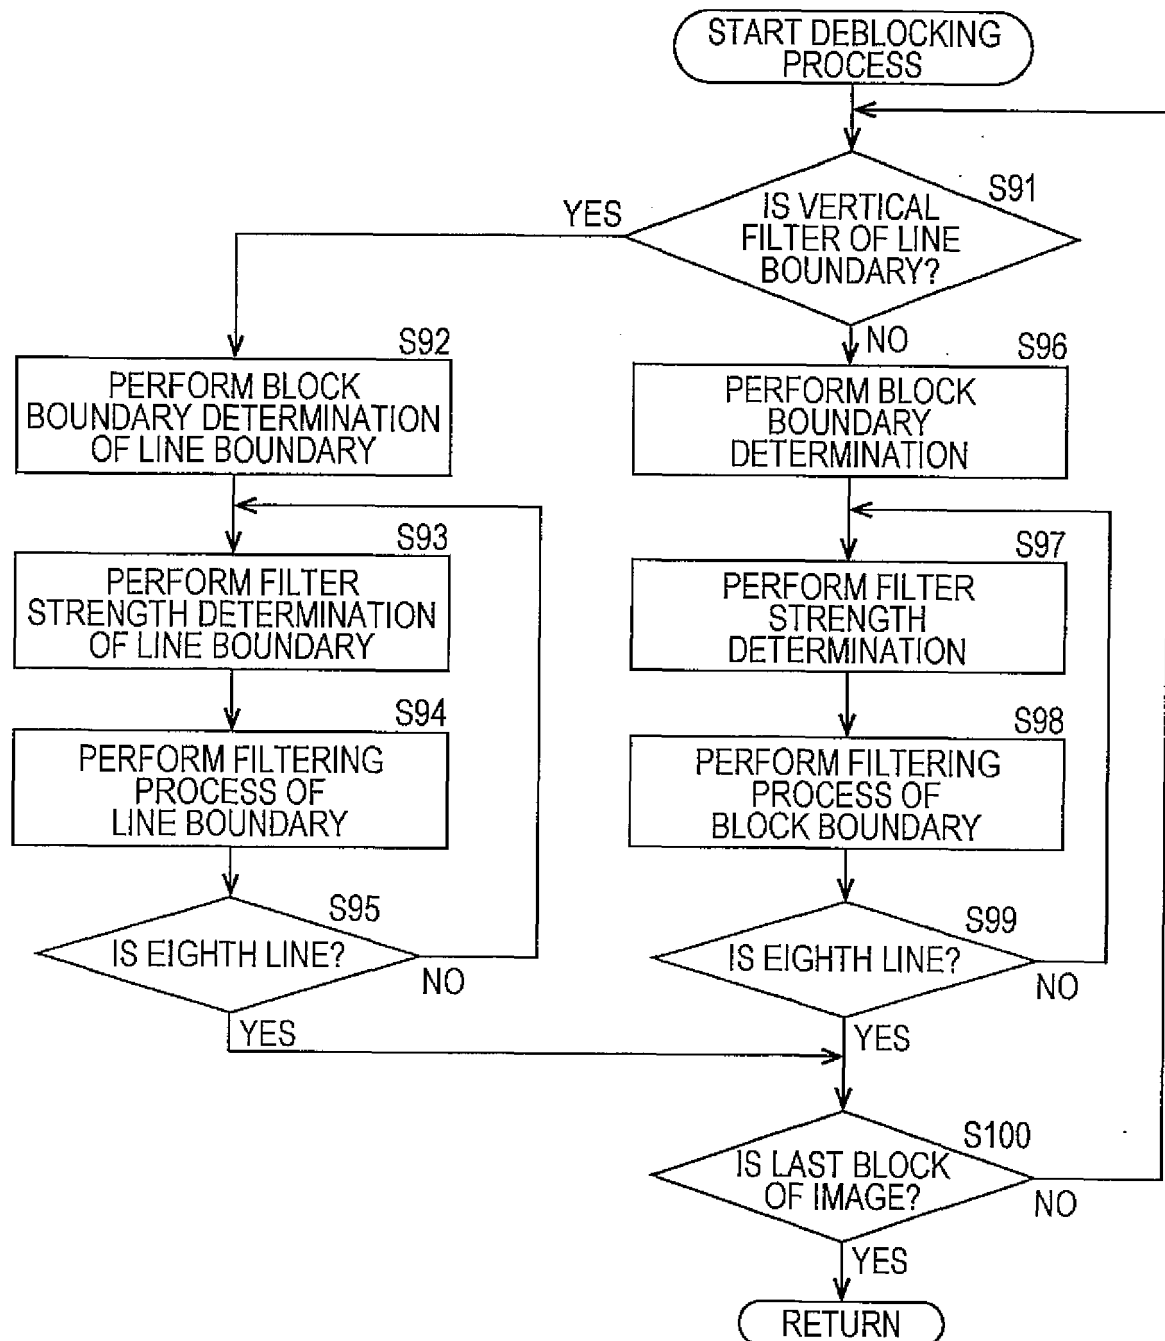 START DEBLOCKING
PROCESS
S91
IS VERTICAL
FILTER OF LINE
BOUNDARY?
YES
NO
S92
PERFORM BLOCK
BOUNDARY DETERMINATION
OF LINE BOUNDARY
S93
PERFORM FILTER
STRENGTH DETERMINATION
OF LINE BOUNDARY
S94
PERFORM FILTERING
PROCESS OF
LINE BOUNDARY
S95
IS EIGHTH LINE?
NO
YES
S96
PERFORM BLOCK
BOUNDARY
DETERMINATION
S97
PERFORM FILTER
STRENGTH
DETERMINATION
S98
PERFORM FILTERING
PROCESS OF
BLOCK BOUNDARY
S99
IS EIGHTH LINE?
NO
YES
S100
IS LAST BLOCK
OF IMAGE?
NO
YES
RETURN